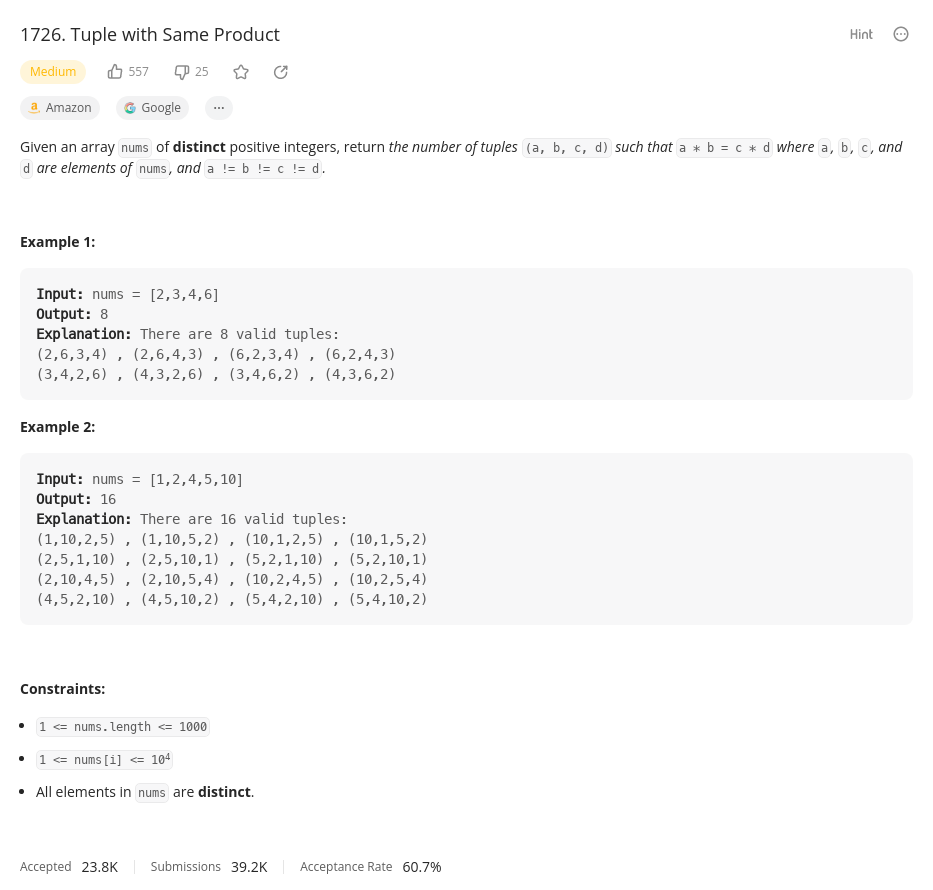 1726. Tuple with Same Product Hint
Medium 557 25
Amazon Google ...
Given an array nums of distinct positive integers, return the number of tuples (a, b, c, d) such that a * b = c * d where a, b, c, and
d are elements of nums, and a != b != c != d.
Example 1:
Input: nums = [2,3,4,6]
Output: 8
Explanation: There are 8 valid tuples:
(2,6,3,4) , (2,6,4,3) , (6,2,3,4) , (6,2,4,3)
(3,4,2,6) , (4,3,2,6) , (3,4,6,2) , (4,3,6,2)
Example 2:
Input: nums = [1,2,4,5,10]
Output: 16
Explanation: There are 16 valid tuples:
(1,10,2,5) , (1,10,5,2) , (10,1,2,5) , (10,1,5,2)
(2,5,1,10) , (2,5,10,1) , (5,2,1,10) , (5,2,10,1)
(2,10,4,5) , (2,10,5,4) , (10,2,4,5) , (10,2,5,4)
(4,5,2,10) , (4,5,10,2) , (5,4,2,10) , (5,4,10,2)
Constraints:
• 1 <= nums.length <= 1000
• 1 <= nums[i] <= 10⁴
• All elements in nums are distinct.
Accepted 23.8K Submissions 39.2K Acceptance Rate 60.7%